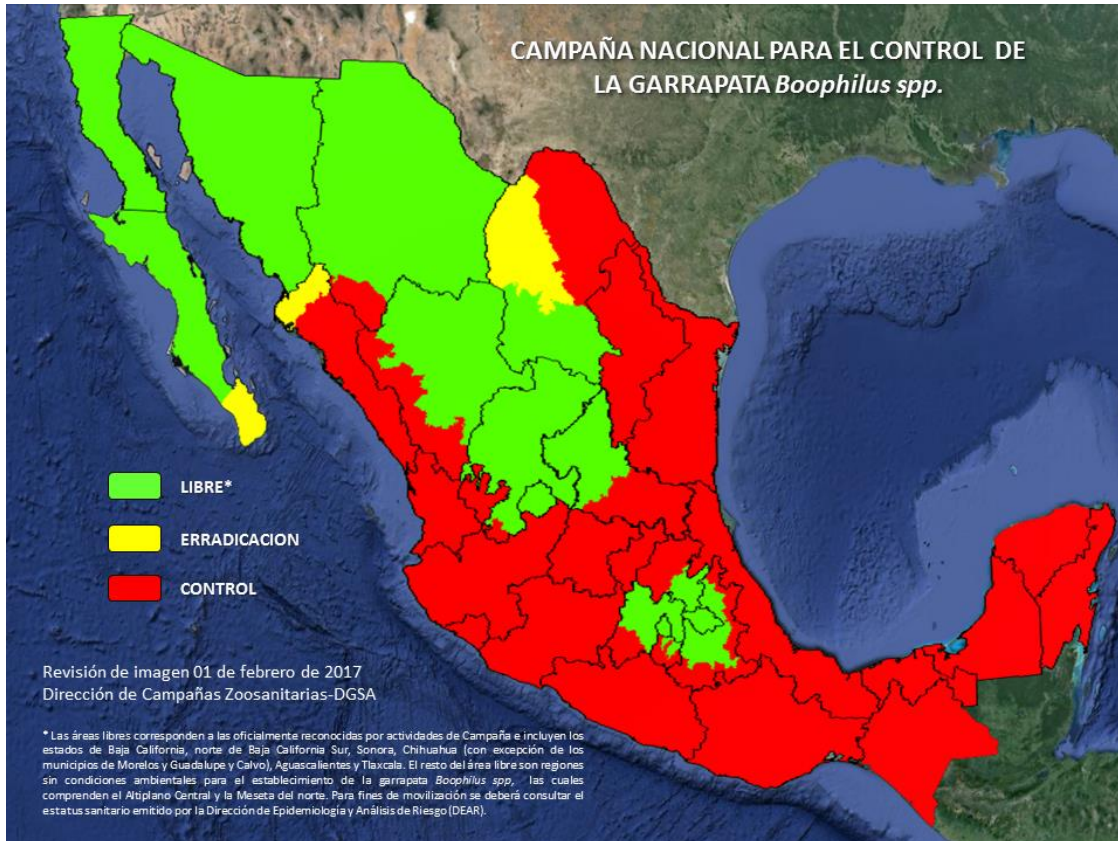 CAMPAÑA NACIONAL PARA EL CONTROL DE
LA GARRAPATA Boophilus spp.
LIBRE*
ERRADICACION
CONTROL
Revisión de imagen 01 de febrero de 2017
Dirección de Campañas Zoosanitarias-DGSA
* Las áreas libres corresponden a las oficialmente reconocidas por actividades de Campaña e incluyen los
estados de Baja California, norte de Baja California Sur, Sonora, Chihuahua (con excepción de los
municipios de Morelos y Guadalupe y Calvo), Aguascalientes y Tlaxcala. El resto del área libre son regiones
sin condiciones ambientales para el establecimiento de la garrapata Boophilus spp, las cuales
comprenden el Altiplano Central y la Meseta del norte. Para fines de movilización se deberá consultar el
estatus sanitario emitido por la Dirección de Epidemiología y Análisis de Riesgo (DEAR).